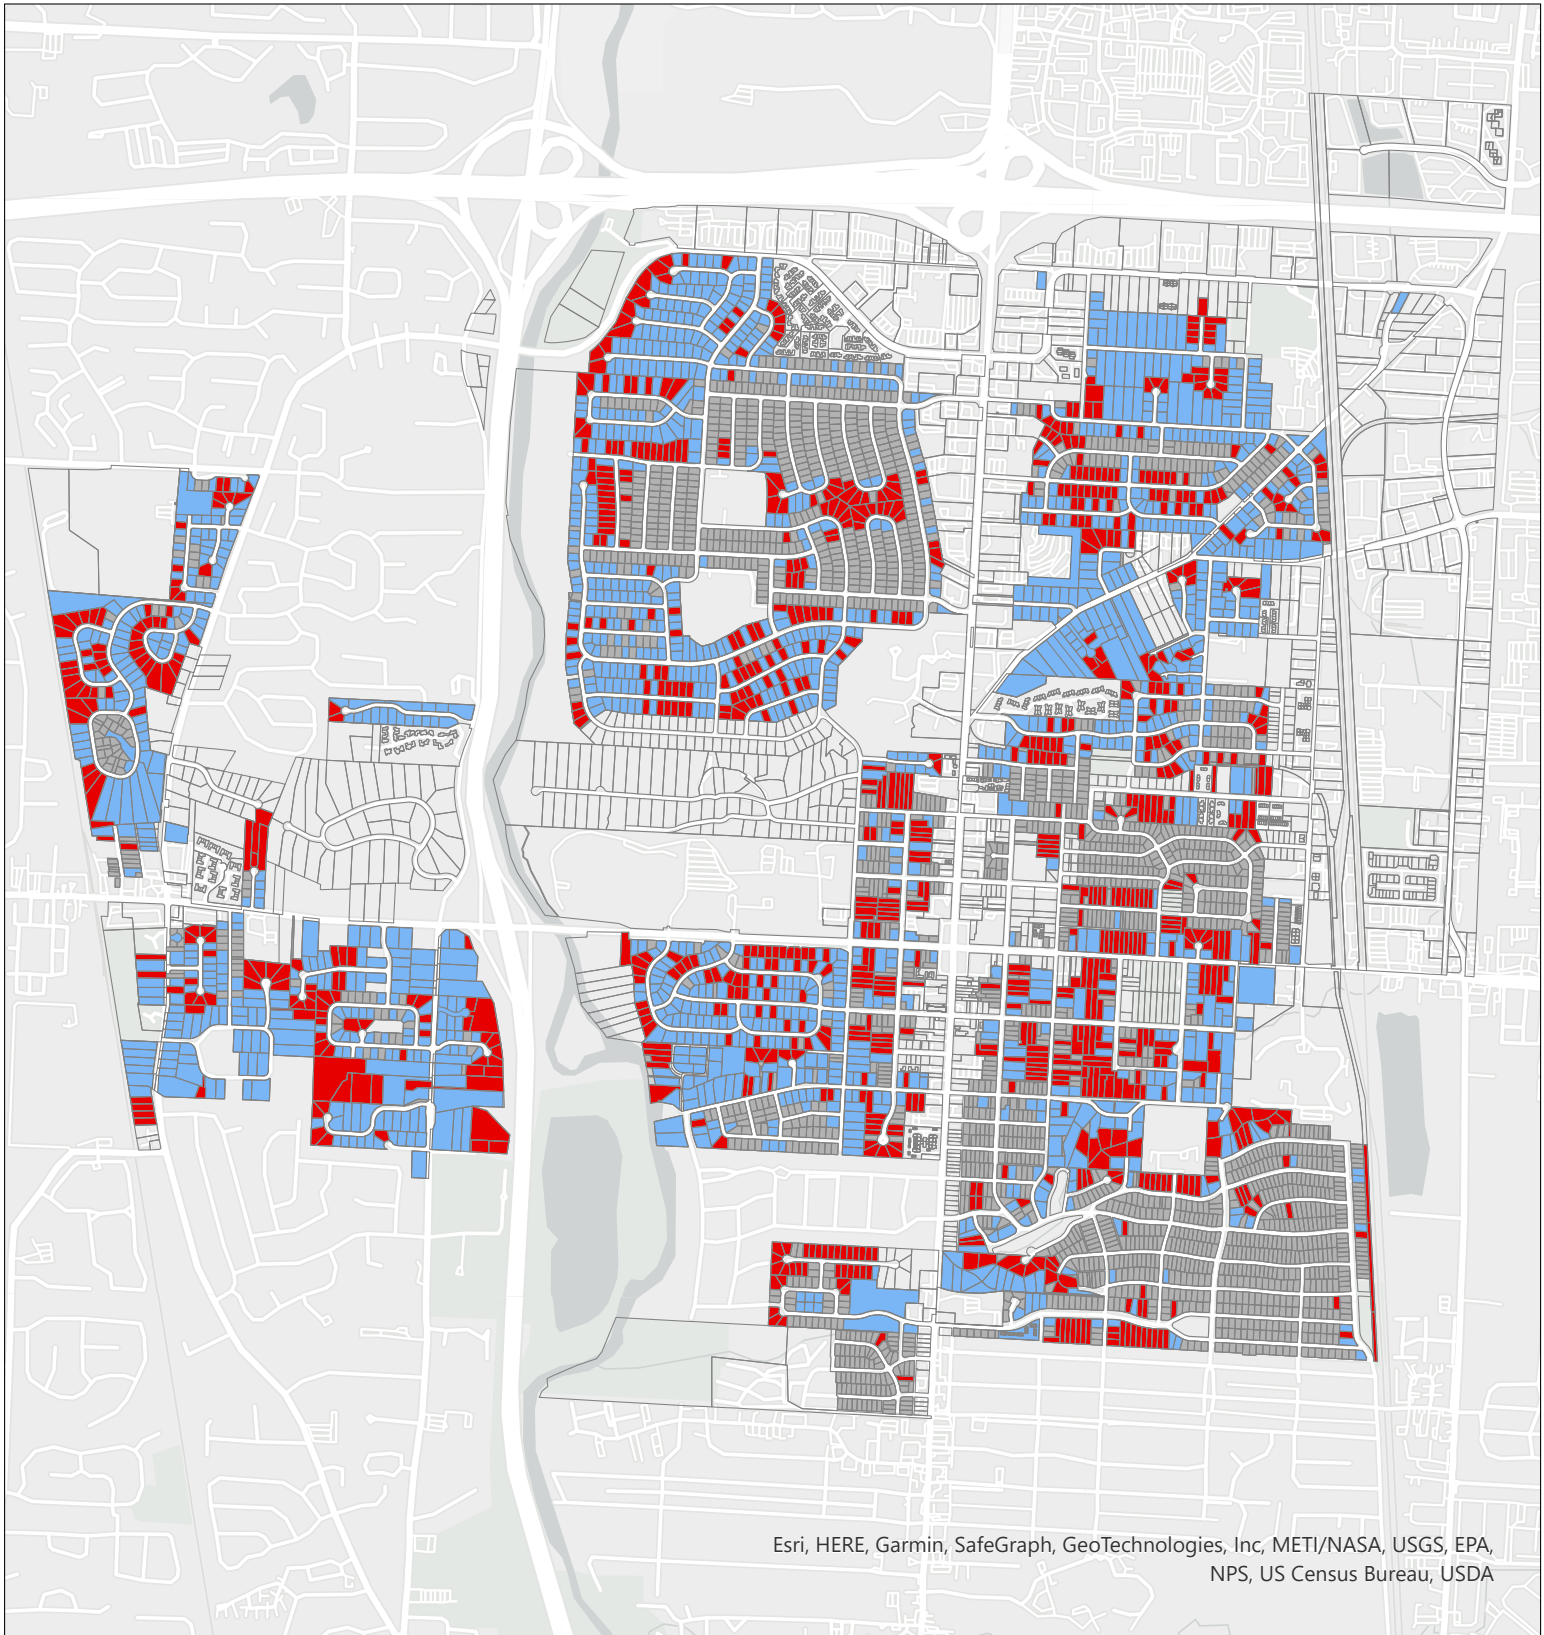 Esri, HERE, Garmin, SafeGraph, GeoTechnologies, Inc, METI/NASA, USGS, EPA,
NPS, US Census Bureau, USDA